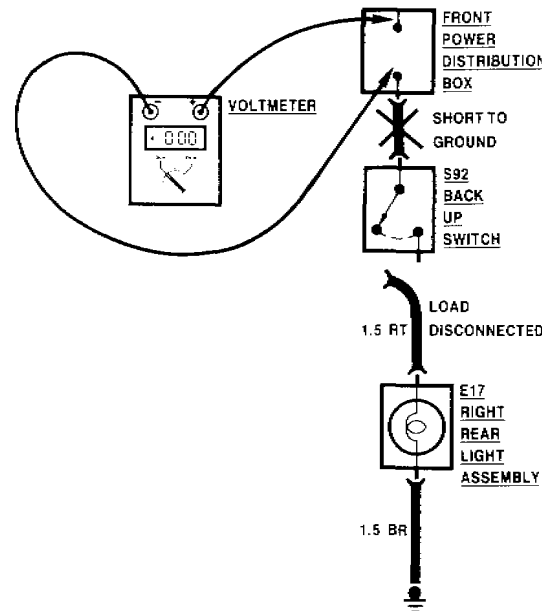 FRONT
POWER
DISTRIBUTION
BOX
- +
VOLTMETER
000
SHORT TO
GROUND
S92
BACK
UP
SWITCH
LOAD
DISCONNECTED
1.5 RT
E17
RIGHT
REAR
LIGHT
ASSEMBLY
1.5 BR